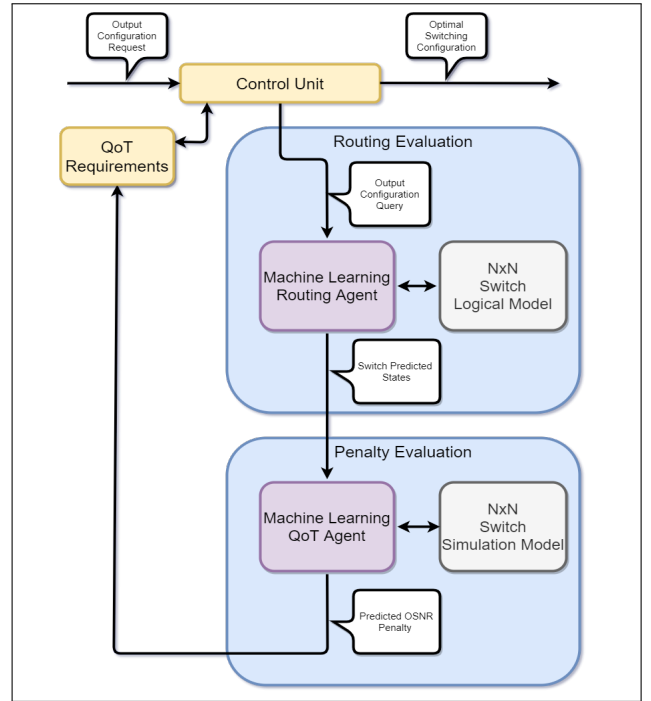 Output
Configuration
Request
Optimal
Switching
Configuration
Control Unit
QoT
Requirements
Routing Evaluation
Output
Configuration
Query
Machine Learning
Routing Agent
NxN
Switch
Logical Model
Switch Predicted
States
Penalty Evaluation
Machine Learning
QoT Agent
NxN
Switch
Simulation Model
Predicted OSNR
Penalty